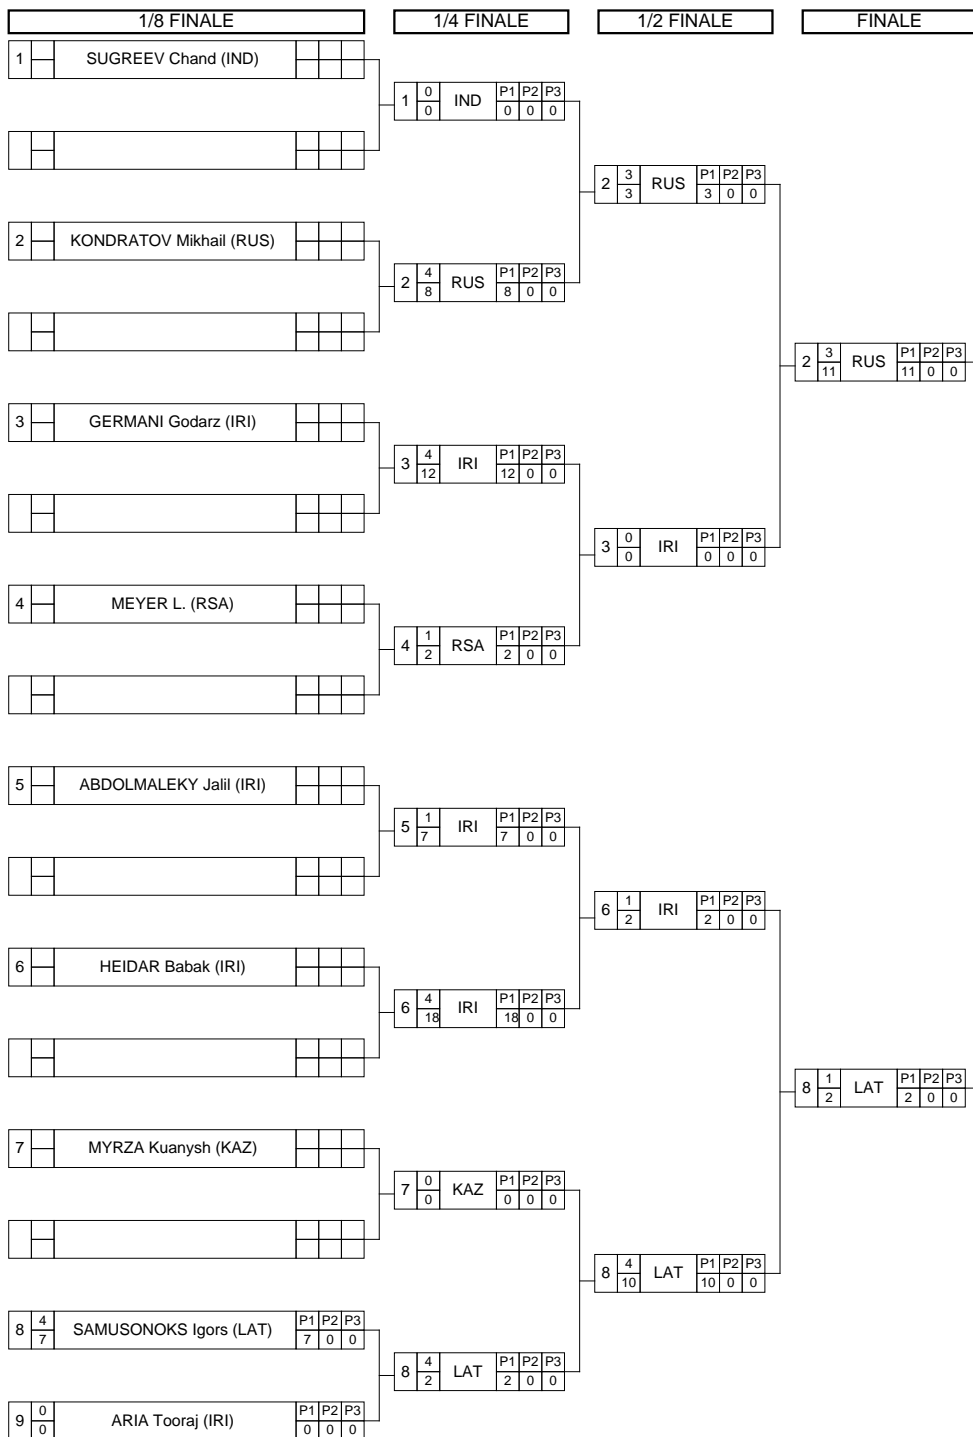 1/8 FINALE 1/4 FINALE 1/2 FINALE FINALE
1 SUGREEV Chand (IND)
1 0 0 IND P1 P2 P3 0 0 0
2 3 3 RUS P1 P2 P3 3 0 0
2 KONDRATOV Mikhail (RUS)
2 4 8 RUS P1 P2 P3 8 0 0
2 3 11 RUS P1 P2 P3 11 0 0
3 GERMANI Godarz (IRI)
3 4 12 IRI P1 P2 P3 12 0 0
3 0 0 IRI P1 P2 P3 0 0 0
4 MEYER L. (RSA)
4 1 2 RSA P1 P2 P3 2 0 0
5 ABDOLMALEKY Jalil (IRI)
5 1 7 IRI P1 P2 P3 7 0 0
6 1 2 IRI P1 P2 P3 2 0 0
6 HEIDAR Babak (IRI)
6 4 18 IRI P1 P2 P3 18 0 0
8 1 2 LAT P1 P2 P3 2 0 0
7 MYRZA Kuanysh (KAZ)
7 0 0 KAZ P1 P2 P3 0 0 0
8 4 10 LAT P1 P2 P3 10 0 0
8 4 7 SAMUSONOKS Igors (LAT) P1 P2 P3 7 0 0
8 4 2 LAT P1 P2 P3 2 0 0
9 0 0 ARIA Tooraj (IRI) P1 P2 P3 0 0 0